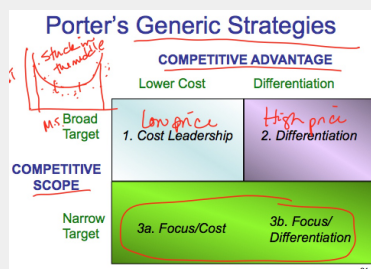 Porter's Generic Strategies
stuck in
the middle
COMPETITIVE ADVANTAGE
Lower Cost Differentiation
M.S. Broad
Target
Low price
1. Cost Leadership
High price
2. Differentiation
COMPETITIVE
SCOPE
Narrow
Target
3a. Focus/Cost
3b. Focus/
Differentiation